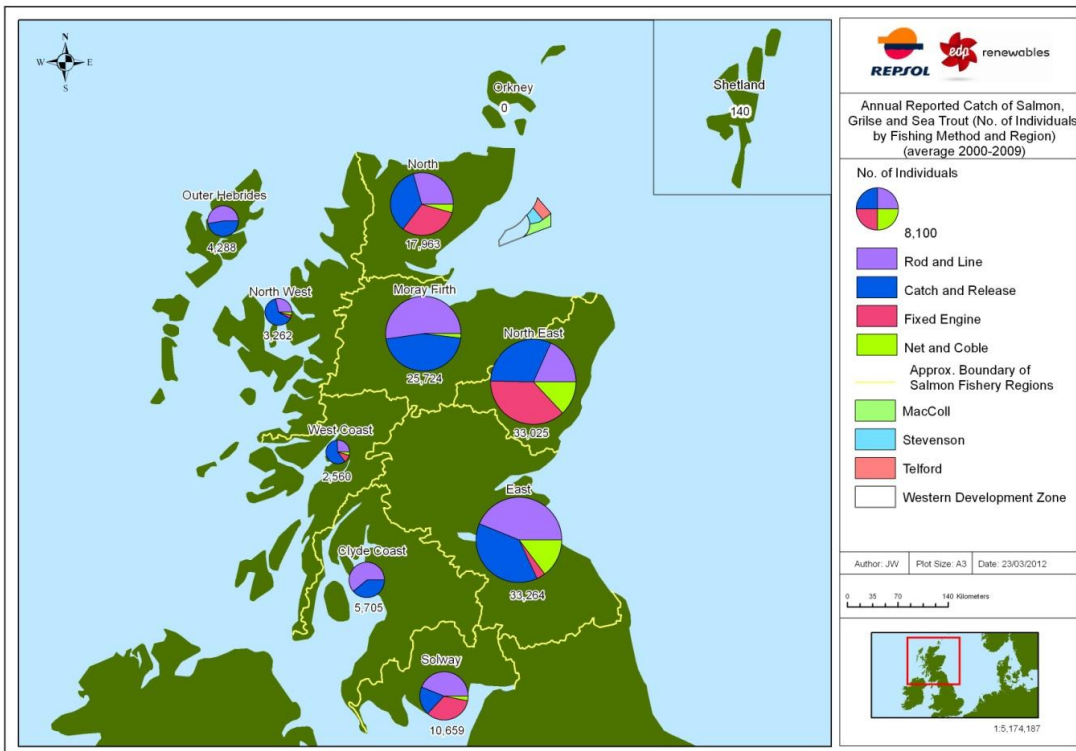 N
W E
S
Orkney
0
Shetland
140
North
17,963
Outer Hebrides
4,288
North West
3,262
Moray Firth
25,724
North East
33,025
West Coast
2,560
East
33,264
Clyde Coast
5,705
Solway
10,659
REPSOL
edp renewables
Annual Reported Catch of Salmon,
Grilse and Sea Trout (No. of Individuals
by Fishing Method and Region)
(average 2000-2009)
No. of Individuals
8,100
Rod and Line
Catch and Release
Fixed Engine
Net and Coble
Approx. Boundary of
Salmon Fishery Regions
MacColl
Stevenson
Telford
Western Development Zone
Author: JW Plot Size: A3 Date: 23/03/2012
0 35 70 140 Kilometers
1:5,174,187